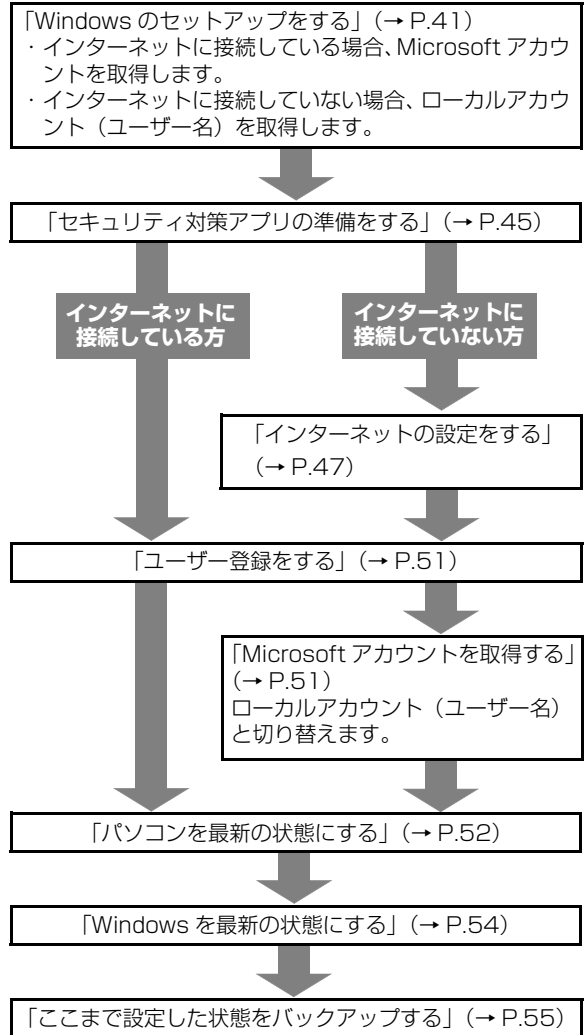 「Windows のセットアップをする」（→ P.41）
・インターネットに接続している場合、Microsoft アカウ
ントを取得します。
・インターネットに接続していない場合、ローカルアカウ
ント（ユーザー名）を取得します。
「セキュリティ対策アプリの準備をする」（→ P.45）
インターネットに
接続している方
インターネットに
接続していない方
「インターネットの設定をする」
（→ P.47）
「ユーザー登録をする」（→ P.51）
「Microsoft アカウントを取得する」
（→ P.51）
ローカルアカウント（ユーザー名）
と切り替えます。
「パソコンを最新の状態にする」（→ P.52）
「Windows を最新の状態にする」（→ P.54）
「ここまで設定した状態をバックアップする」（→ P.55）